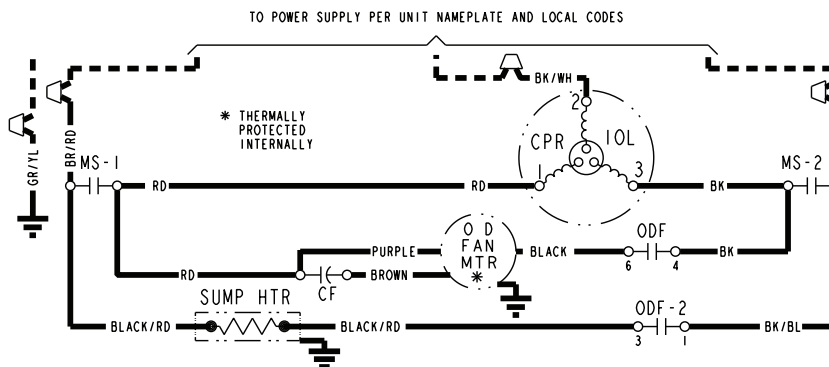 TO POWER SUPPLY PER UNIT NAMEPLATE AND LOCAL CODES
BK/WH
2
* THERMALLY
PROTECTED
INTERNALLY
CPR
IOL
GR/YL
BR/RD
MS-1
RD
RD
1
3
BK
MS-2
PURPLE
O D
FAN
MTR
*
BLACK
ODF
6
4
BK
RD
CF
BROWN
SUMP HTR
BLACK/RD
BLACK/RD
ODF-2
3
1
BK/BL